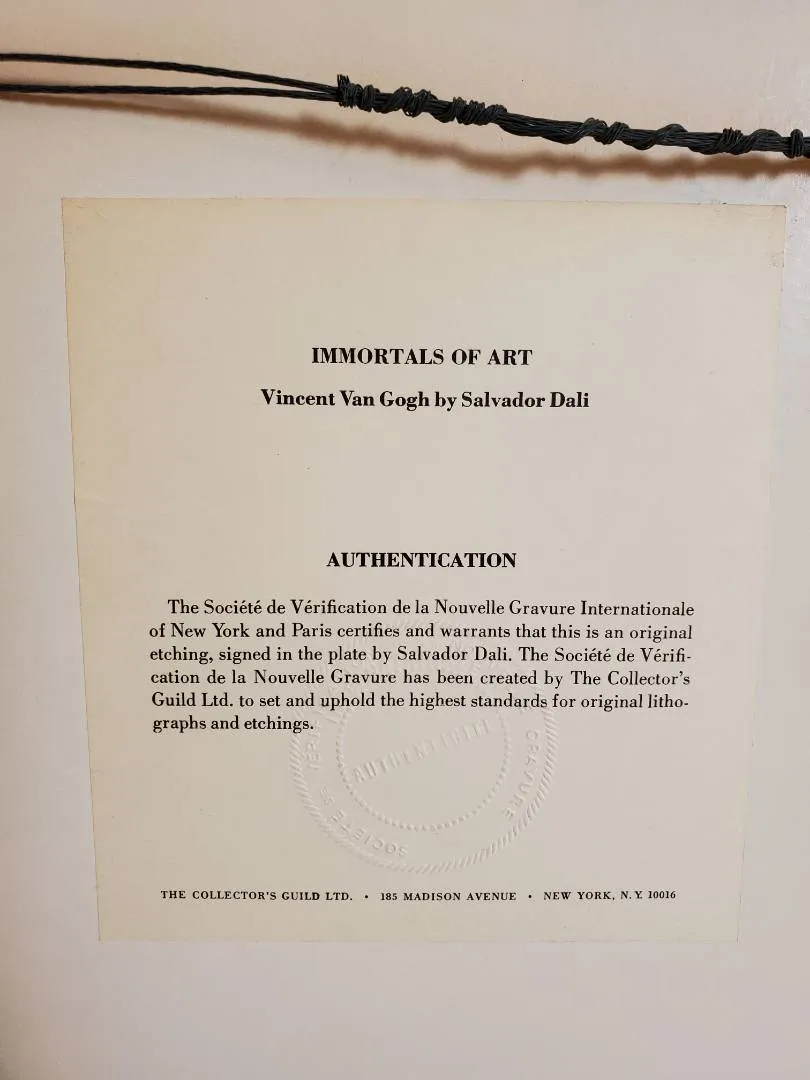 IMMORTALS OF ART
Vincent Van Gogh by Salvador Dali
AUTHENTICATION
The Société de Vérification de la Nouvelle Gravure Internationale
of New York and Paris certifies and warrants that this is an original
etching, signed in the plate by Salvador Dali. The Société de Vérifi-
cation de la Nouvelle Gravure has been created by The Collector's
Guild Ltd. to set and uphold the highest standards for original litho-
graphs and etchings.
AUTHENTICITE
SOCIETE DE
GRAVURE
THE COLLECTOR'S GUILD LTD. • 185 MADISON AVENUE • NEW YORK, N.Y. 10016